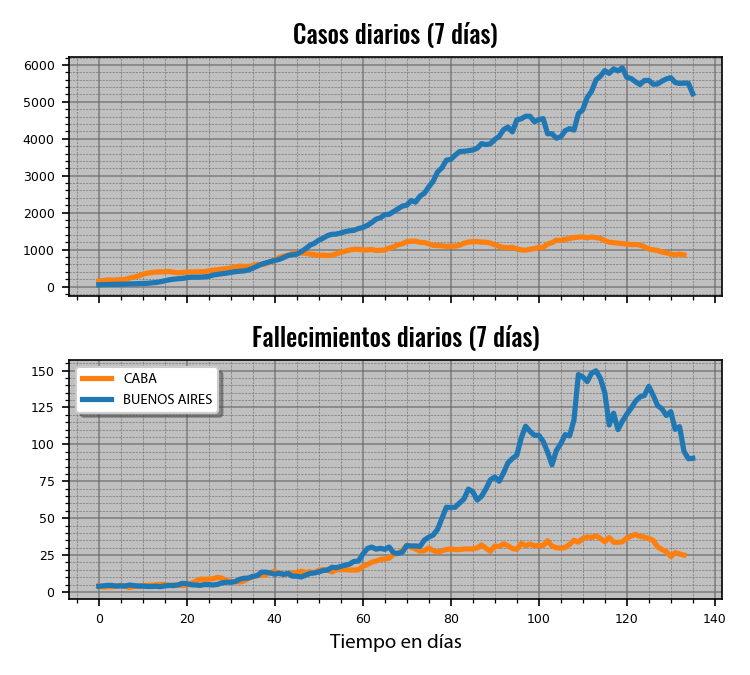 Casos diarios (7 días)
6000
5000
4000
3000
2000
1000
0
Fallecimientos diarios (7 días)
150
125
100
75
50
25
0
CABA
BUENOS AIRES
0 20 40 60 80 100 120 140
Tiempo en días